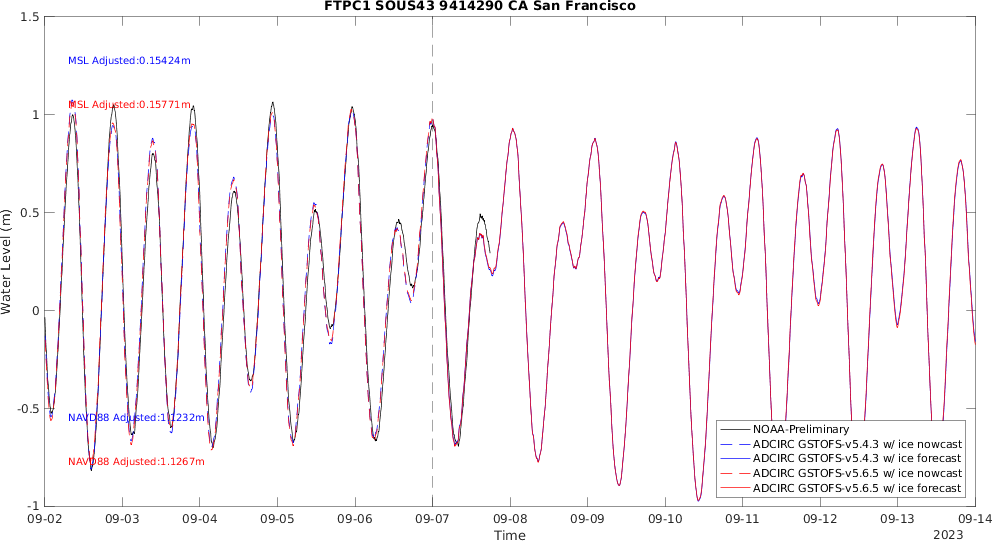 FTPC1 SOUS43 9414290 CA San Francisco
1.5
1
0.5
0
-0.5
-1
Water Level (m)
MSL Adjusted:0.15424m
MSL Adjusted:0.15771m
NAVD88 Adjusted:1.1232m
NAVD88 Adjusted:1.1267m
NOAA-Preliminary
ADCIRC GSTOFS-v5.4.3 w/ ice nowcast
ADCIRC GSTOFS-v5.4.3 w/ ice forecast
ADCIRC GSTOFS-v5.6.5 w/ ice nowcast
ADCIRC GSTOFS-v5.6.5 w/ ice forecast
09-02 09-03 09-04 09-05 09-06 09-07 09-08 09-09 09-10 09-11 09-12 09-13 09-14
Time
2023